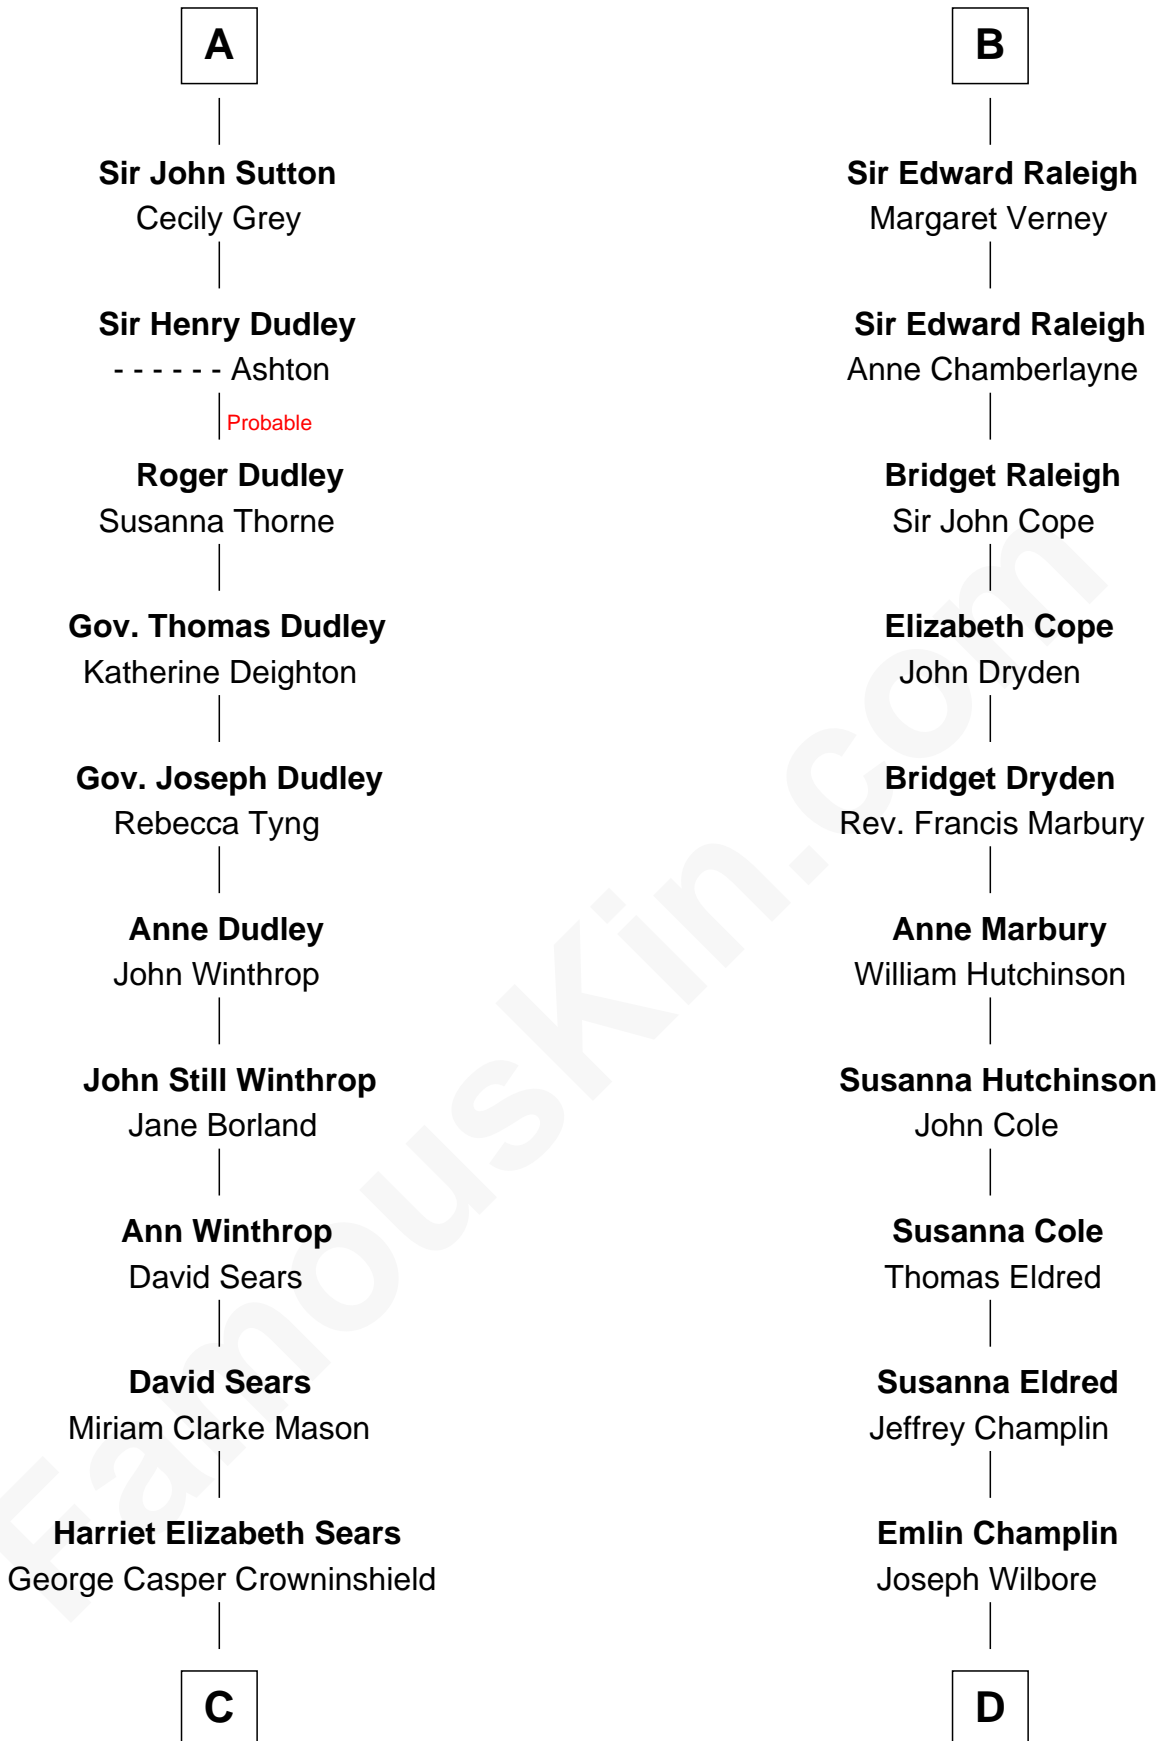 A
Sir John Sutton
Cecily Grey
Sir Henry Dudley
- - - - - - Ashton
Probable
Roger Dudley
Susanna Thorne
Gov. Thomas Dudley
Katherine Deighton
Gov. Joseph Dudley
Rebecca Tyng
Anne Dudley
John Winthrop
John Still Winthrop
Jane Borland
Ann Winthrop
David Sears
David Sears
Miriam Clarke Mason
Harriet Elizabeth Sears
George Casper Crowninshield
C
B
Sir Edward Raleigh
Margaret Verney
Sir Edward Raleigh
Anne Chamberlayne
Bridget Raleigh
Sir John Cope
Elizabeth Cope
John Dryden
Bridget Dryden
Rev. Francis Marbury
Anne Marbury
William Hutchinson
Susanna Hutchinson
John Cole
Susanna Cole
Thomas Eldred
Susanna Eldred
Jeffrey Champlin
Emlin Champlin
Joseph Wilbore
D
FamousKin.com